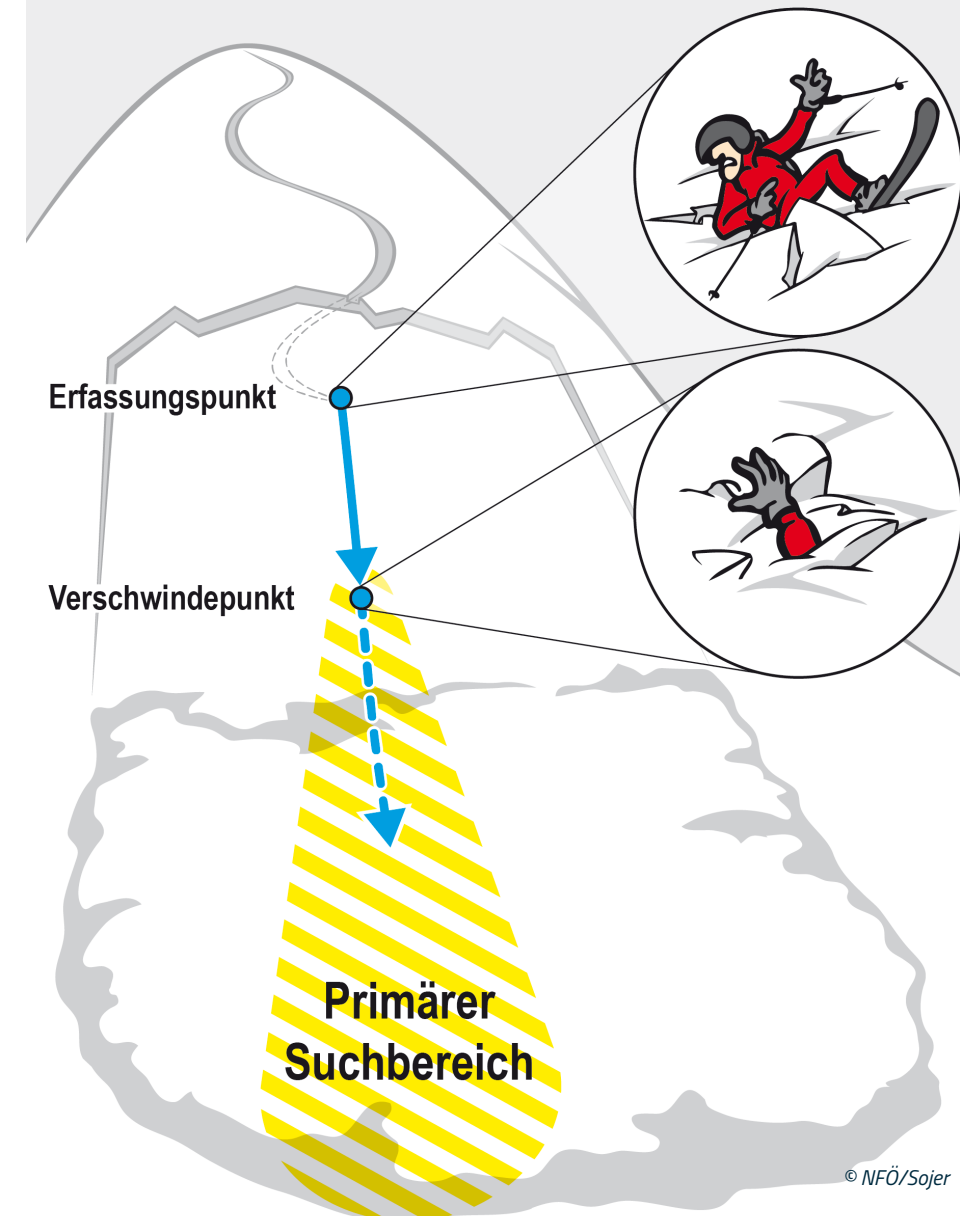 Erfassungspunkt
Verschwindepunkt
Primärer
Suchbereich
© NFÖ/Sojer